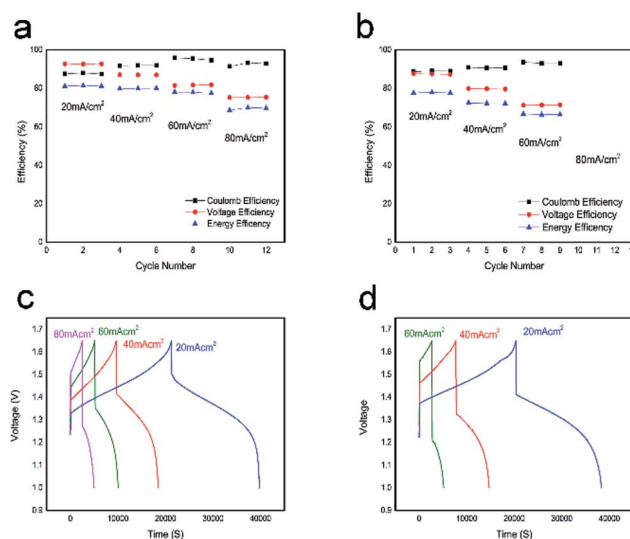 a
100
80
60
40
20
0
Efficiency (%)
20mA/cm²
40mA/cm²
60mA/cm²
80mA/cm²
Coulomb Efficiency
Voltage Efficiency
Energy Efficency
0 2 4 6 8 10 12
Cycle Number
b
100
80
60
40
20
0
Efficiency (%)
20mA/cm²
40mA/cm²
60mA/cm²
80mA/cm²
Coulomb Efficiency
Voltage Efficiency
Energy Efficency
0 1 2 3 4 5 6 7 8 9 10 11 12
Cycle Number
c
1.7
1.6
1.5
1.4
1.3
1.2
1.1
1.0
0.9
Voltage (V)
80mAcm²
60mAcm²
40mAcm²
20mAcm²
0 10000 20000 30000 40000
Time (S)
d
1.7
1.6
1.5
1.4
1.3
1.2
1.1
1.0
0.9
Voltage
60mAcm²
40mAcm²
20mAcm²
0 10000 20000 30000 40000
Time (S)